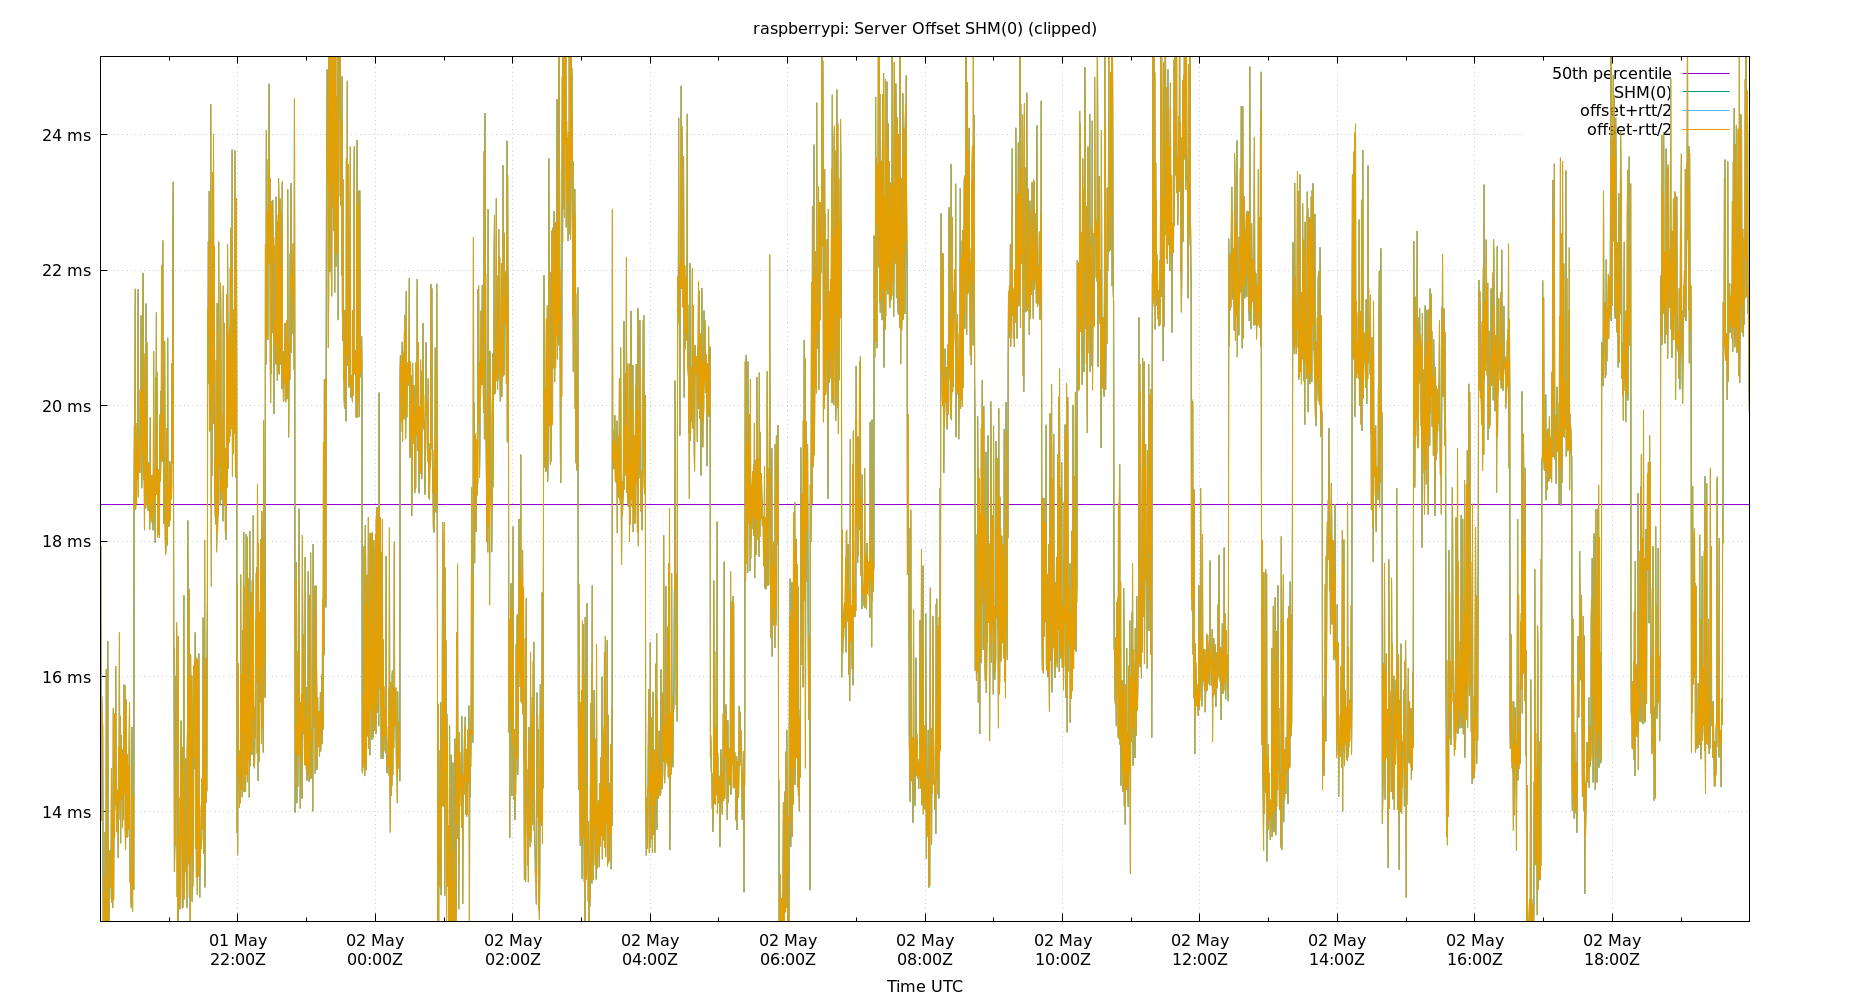 raspberrypi: Server Offset SHM(0) (clipped)
50th percentile
SHM(0)
offset+rtt/2
offset-rtt/2
24 ms
22 ms
20 ms
18 ms
16 ms
14 ms
01 May 02 May 02 May 02 May 02 May 02 May 02 May 02 May 02 May 02 May 02 May
22:00Z 00:00Z 02:00Z 04:00Z 06:00Z 08:00Z 10:00Z 12:00Z 14:00Z 16:00Z 18:00Z
Time UTC